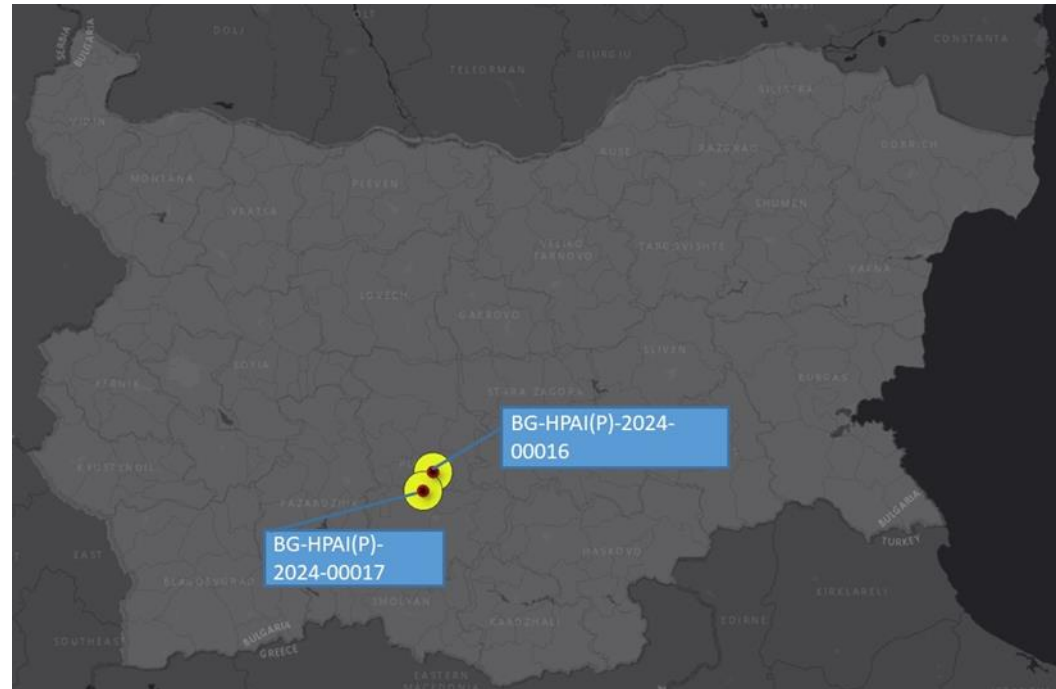 SERBIA
BULGARIA
DOLJ
TELEORMAN
GIURGIU
CONSTANTA
VIDIN
SILISTRA
MONTANA
VRATSA
PLEVEN
RUSE
RAZGRAD
DOBRICH
SHUMEN
VELIKO
TARNOVO
TARGOVISHTE
VARNA
LOVECH
GABROVO
SOFIA
PERNIK
SLIVEN
BURGAS
STARA ZAGORA
BG-HPAI(P)-2024-
00016
KYUSTENDIL
PAZARDZHIK
BG-HPAI(P)-
2024-00017
HASKOVO
BULGARIA
TURKEY
BLAGOEVGRAD
SMOLYAN
KARDZHALI
KIRKLARELI
EDIRNE
EAST
SOUTHEAST
BULGARIA
GREECE
EASTERN
MACEDONIA